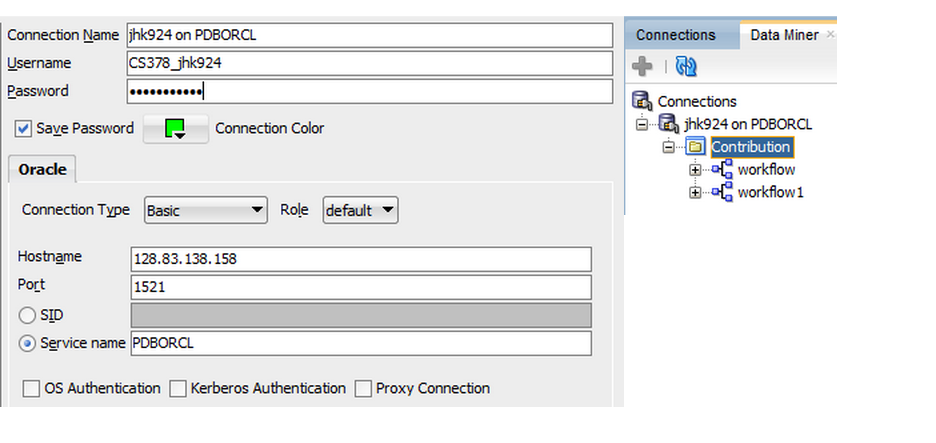 Connection Name jhk924 on PDBORCL
Username CS378_jhk924
Password •••••••••••
Save Password Connection Color
Oracle
Connection Type Basic Role default
Hostname 128.83.138.158
Port 1521
SID
Service name PDBORCL
OS Authentication Kerberos Authentication Proxy Connection
Connections Data Miner
Connections
jhk924 on PDBORCL
Contribution
workflow
workflow1